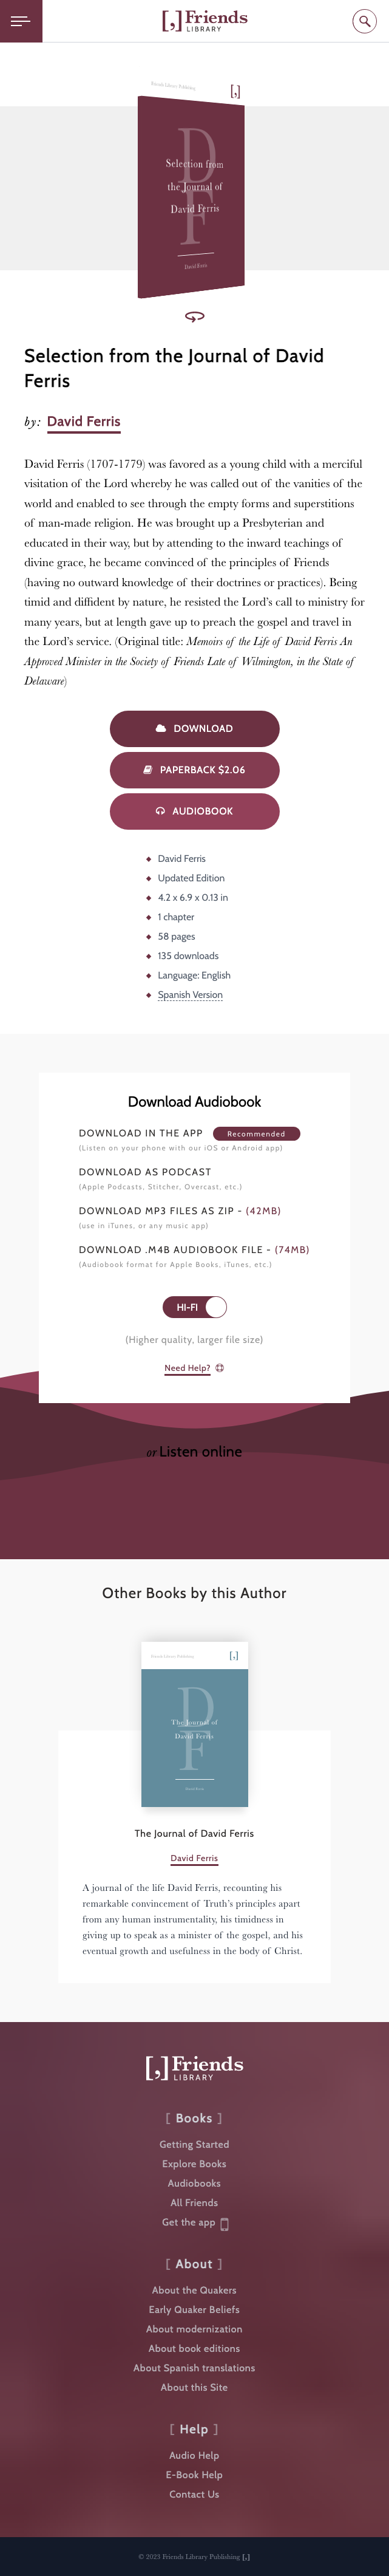 [,] Friends
LIBRARY
Friends Library Publishing
[,]
DF
Selection from
the Journal of
David Ferris
David Ferris
Selection from the Journal of David
Ferris
by: David Ferris
David Ferris (1707-1779) was favored as a young child with a merciful
visitation of the Lord whereby he was called out of the vanities of the
world and enabled to see through the empty forms and superstitions
of man-made religion. He was brought up a Presbyterian and
educated in their way, but by attending to the inward teachings of
divine grace, he became convinced of the principles of Friends
(having no outward knowledge of their doctrines or practices). Being
timid and diffident by nature, he resisted the Lord's call to ministry for
many years, but at length gave up to preach the gospel and travel in
the Lord's service. (Original title: Memoirs of the Life of David Ferris An
Approved Minister in the Society of Friends Late of Wilmington, in the State of
Delaware)
DOWNLOAD
PAPERBACK $2.06
AUDIOBOOK
David Ferris
Updated Edition
4.2 x 6.9 x 0.13 in
1 chapter
58 pages
135 downloads
Language: English
Spanish Version
Download Audiobook
DOWNLOAD IN THE APP Recommended
(Listen on your phone with our iOS or Android app)
DOWNLOAD AS PODCAST
(Apple Podcasts, Stitcher, Overcast, etc.)
DOWNLOAD MP3 FILES AS ZIP - (42MB)
(use in iTunes, or any music app)
DOWNLOAD .M4B AUDIOBOOK FILE - (74MB)
(Audiobook format for Apple Books, iTunes, etc.)
HI-FI
(Higher quality, larger file size)
Need Help?
or Listen online
Other Books by this Author
Friends Library Publishing
[,]
DF
The Journal of
David Ferris
David Ferris
The Journal of David Ferris
David Ferris
A journal of the life David Ferris, recounting his
remarkable convincement of Truth's principles apart
from any human instrumentality, his timidness in
giving up to speak as a minister of the gospel, and his
eventual growth and usefulness in the body of Christ.
[,] Friends
LIBRARY
[ Books ]
Getting Started
Explore Books
Audiobooks
All Friends
Get the app
[ About ]
About the Quakers
Early Quaker Beliefs
About modernization
About book editions
About Spanish translations
About this Site
[ Help ]
Audio Help
E-Book Help
Contact Us
© 2023 Friends Library Publishing [,]